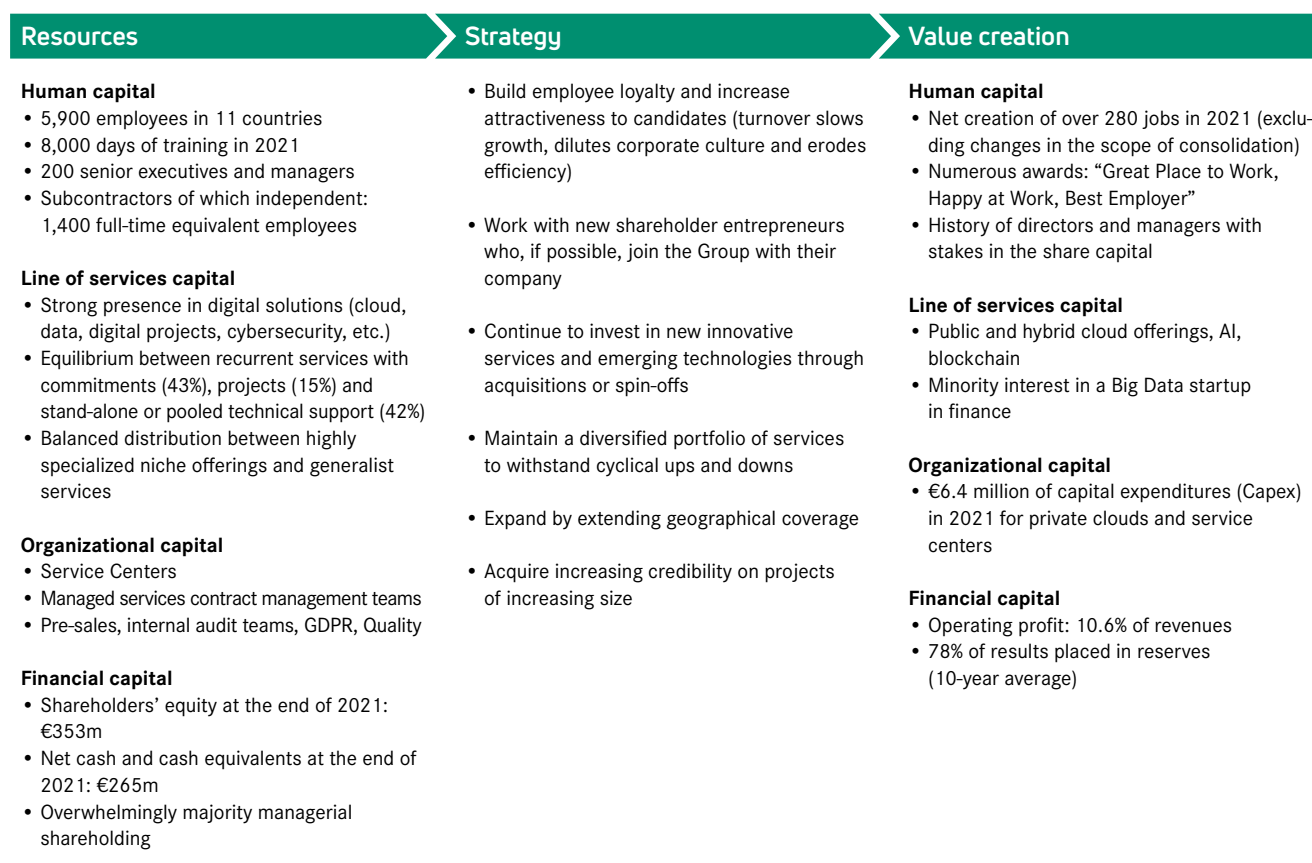 Resources
Human capital
• 5,900 employees in 11 countries
• 8,000 days of training in 2021
• 200 senior executives and managers
• Subcontractors of which independent:
1,400 full-time equivalent employees
Line of services capital
• Strong presence in digital solutions (cloud,
data, digital projects, cybersecurity, etc.)
• Equilibrium between recurrent services with
commitments (43%), projects (15%) and
stand-alone or pooled technical support (42%)
• Balanced distribution between highly
specialized niche offerings and generalist
services
Organizational capital
• Service Centers
• Managed services contract management teams
• Pre-sales, internal audit teams, GDPR, Quality
Financial capital
• Shareholders’ equity at the end of 2021:
€353m
• Net cash and cash equivalents at the end of
2021: €265m
• Overwhelmingly majority managerial
shareholding
Strategy
• Build employee loyalty and increase
attractiveness to candidates (turnover slows
growth, dilutes corporate culture and erodes
efficiency)
• Work with new shareholder entrepreneurs
who, if possible, join the Group with their
company
• Continue to invest in new innovative
services and emerging technologies through
acquisitions or spin-offs
• Maintain a diversified portfolio of services
to withstand cyclical ups and downs
• Expand by extending geographical coverage
• Acquire increasing credibility on projects
of increasing size
Value creation
Human capital
• Net creation of over 280 jobs in 2021 (exclu-
ding changes in the scope of consolidation)
• Numerous awards: “Great Place to Work,
Happy at Work, Best Employer”
• History of directors and managers with
stakes in the share capital
Line of services capital
• Public and hybrid cloud offerings, AI,
blockchain
• Minority interest in a Big Data startup
in finance
Organizational capital
• €6.4 million of capital expenditures (Capex)
in 2021 for private clouds and service
centers
Financial capital
• Operating profit: 10.6% of revenues
• 78% of results placed in reserves
(10-year average)